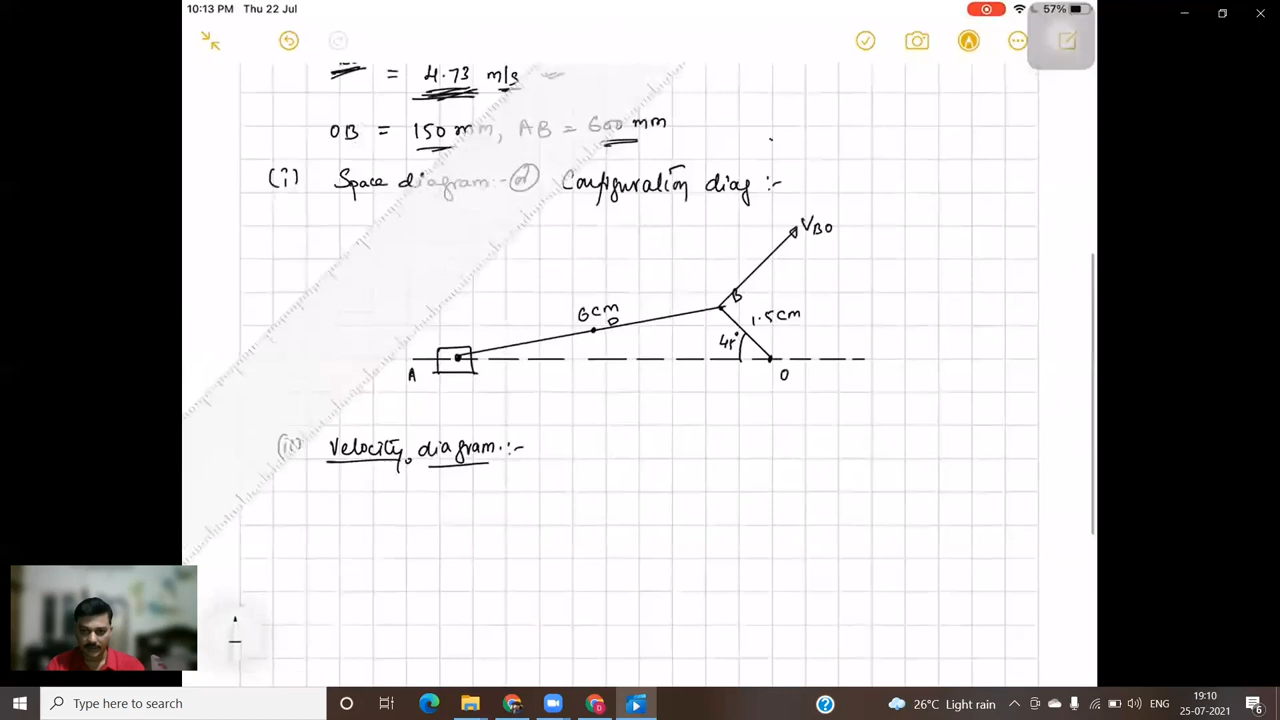 10:13 PM Thu 22 Jul
57%
= 4.73 m/s
OB = 150 mm, AB = 600 mm
(i) Space diagram :- or Configuration diag :-
VBO
B
6cm
D
1.5cm
45°
A
O
(ii) Velocity diagram :-
Type here to search
26°C Light rain
ENG
19:10
25-07-2021
6